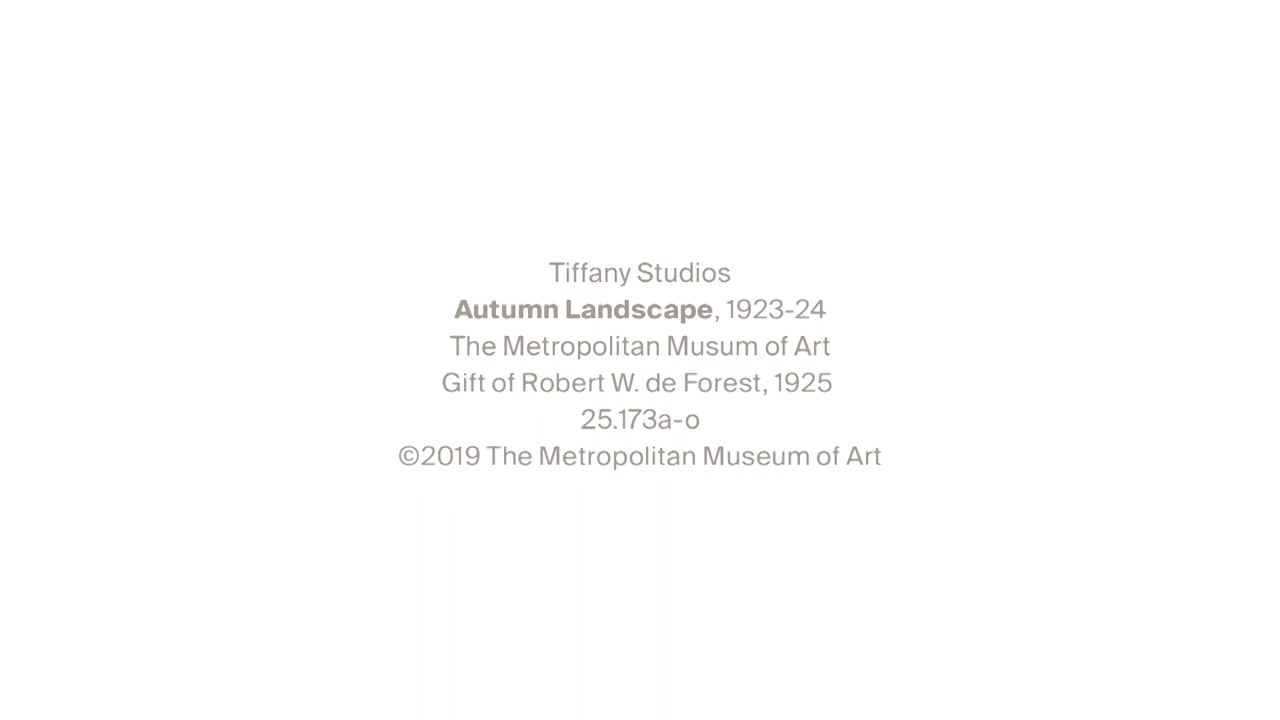 Tiffany Studios
Autumn Landscape, 1923-24
The Metropolitan Musum of Art
Gift of Robert W. de Forest, 1925
25.173a-o
©2019 The Metropolitan Museum of Art